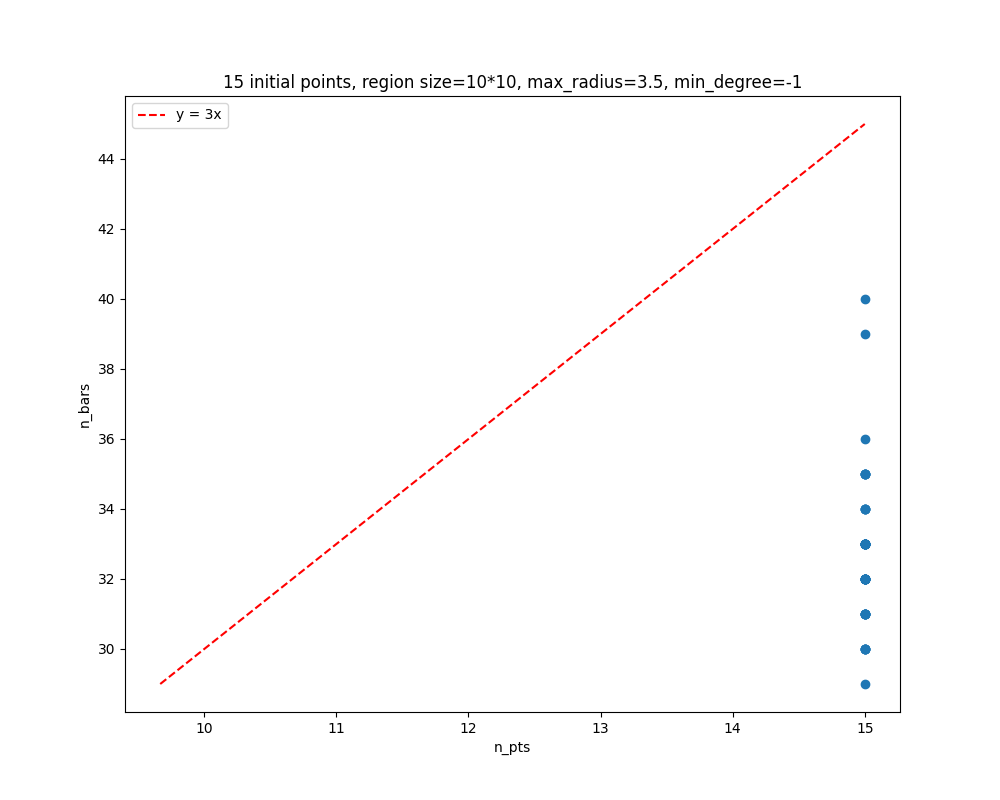 15 initial points, region size=10*10, max_radius=3.5, min_degree=-1
y = 3x
44
42
40
38
36
34
32
30
n_bars
10 11 12 13 14 15
n_pts